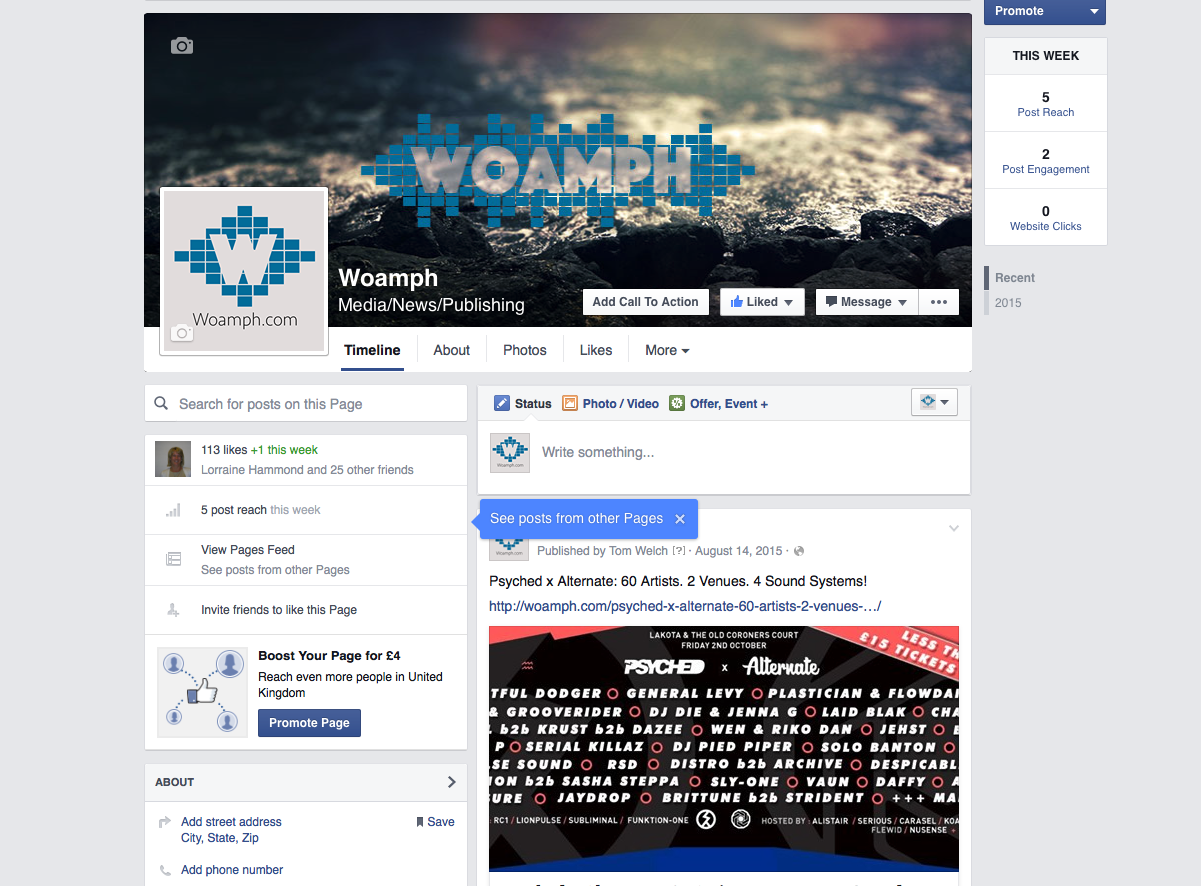 Promote
THIS WEEK
5
Post Reach
2
Post Engagement
0
Website Clicks
Recent
2015
WOAMPH
W
Woamph.com
Woamph
Media/News/Publishing
Add Call To Action
Liked
Message
Timeline
About
Photos
Likes
More
Search for posts on this Page
113 likes +1 this week
Lorraine Hammond and 25 other friends
5 post reach this week
View Pages Feed
See posts from other Pages
Invite friends to like this Page
Boost Your Page for £4
Reach even more people in United
Kingdom
Promote Page
ABOUT
Add street address
City, State, Zip
Save
Add phone number
Status
Photo / Video
Offer, Event +
Woamph.com
Write something...
See posts from other Pages
Woamph.com
Published by Tom Welch [?] · August 14, 2015 ·
Psyched x Alternate: 60 Artists. 2 Venues. 4 Sound Systems!
http://woamph.com/psyched-x-alternate-60-artists-2-venues-…/
LAKOTA & THE OLD CORONERS COURT
FRIDAY 2ND OCTOBER
LESS TH
£15 TICKETS
PSYCHED x Alternate
TFUL DODGER O GENERAL LEVY O PLASTICIAN & FLOWDA
& GROOVERIDER O DJ DIE & JENNA G O LAID BLAK O CHA
L b2b KRUST b2b DAZEE O WEN & RIKO DAN O JEHST O
P O SERIAL KILLAZ O DJ PIED PIPER O SOLO BANTON O
SE SOUND O RSD O DISTRO b2b ARCHIVE O DESPICABL
ION b2b SASHA STEPPA O SLY-ONE O VAUN O DAFFY O A
URE O JAYDROP O BRITTUNE b2b STRIDENT O +++ MA
RC1 / LIONPULSE / SUBLIMINAL / FUNKTION-ONE
HOSTED BY : ALISTAIR / SERIOUS / CARASEL / KOA
FLEWID / NUSENSE +